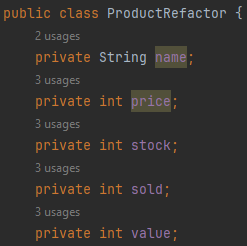 public class ProductRefactor {
2 usages
private String name;
3 usages
private int price;
3 usages
private int stock;
3 usages
private int sold;
3 usages
private int value;